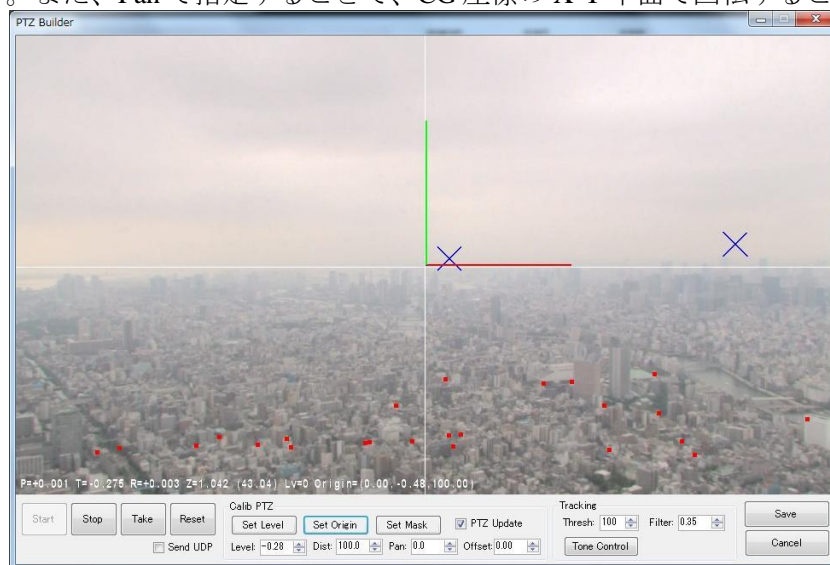 。また、Pan で指定することで、CG 座標の X-Y 平面で回転すること
PTZ Builder
P=+0.001 T=-0.275 R=+0.003 Z=1.042 (43.04) Lv=0 Origin=(0.00,-0.48,100.00)
Start Stop Take Reset
Send UDP
Calib PTZ
Set Level Set Origin Set Mask PTZ Update
Level: -0.28 Dist: 100.0 Pan: 0.0 Offset: 0.00
Tracking
Thresh: 100 Filter: 0.35
Tone Control
Save
Cancel